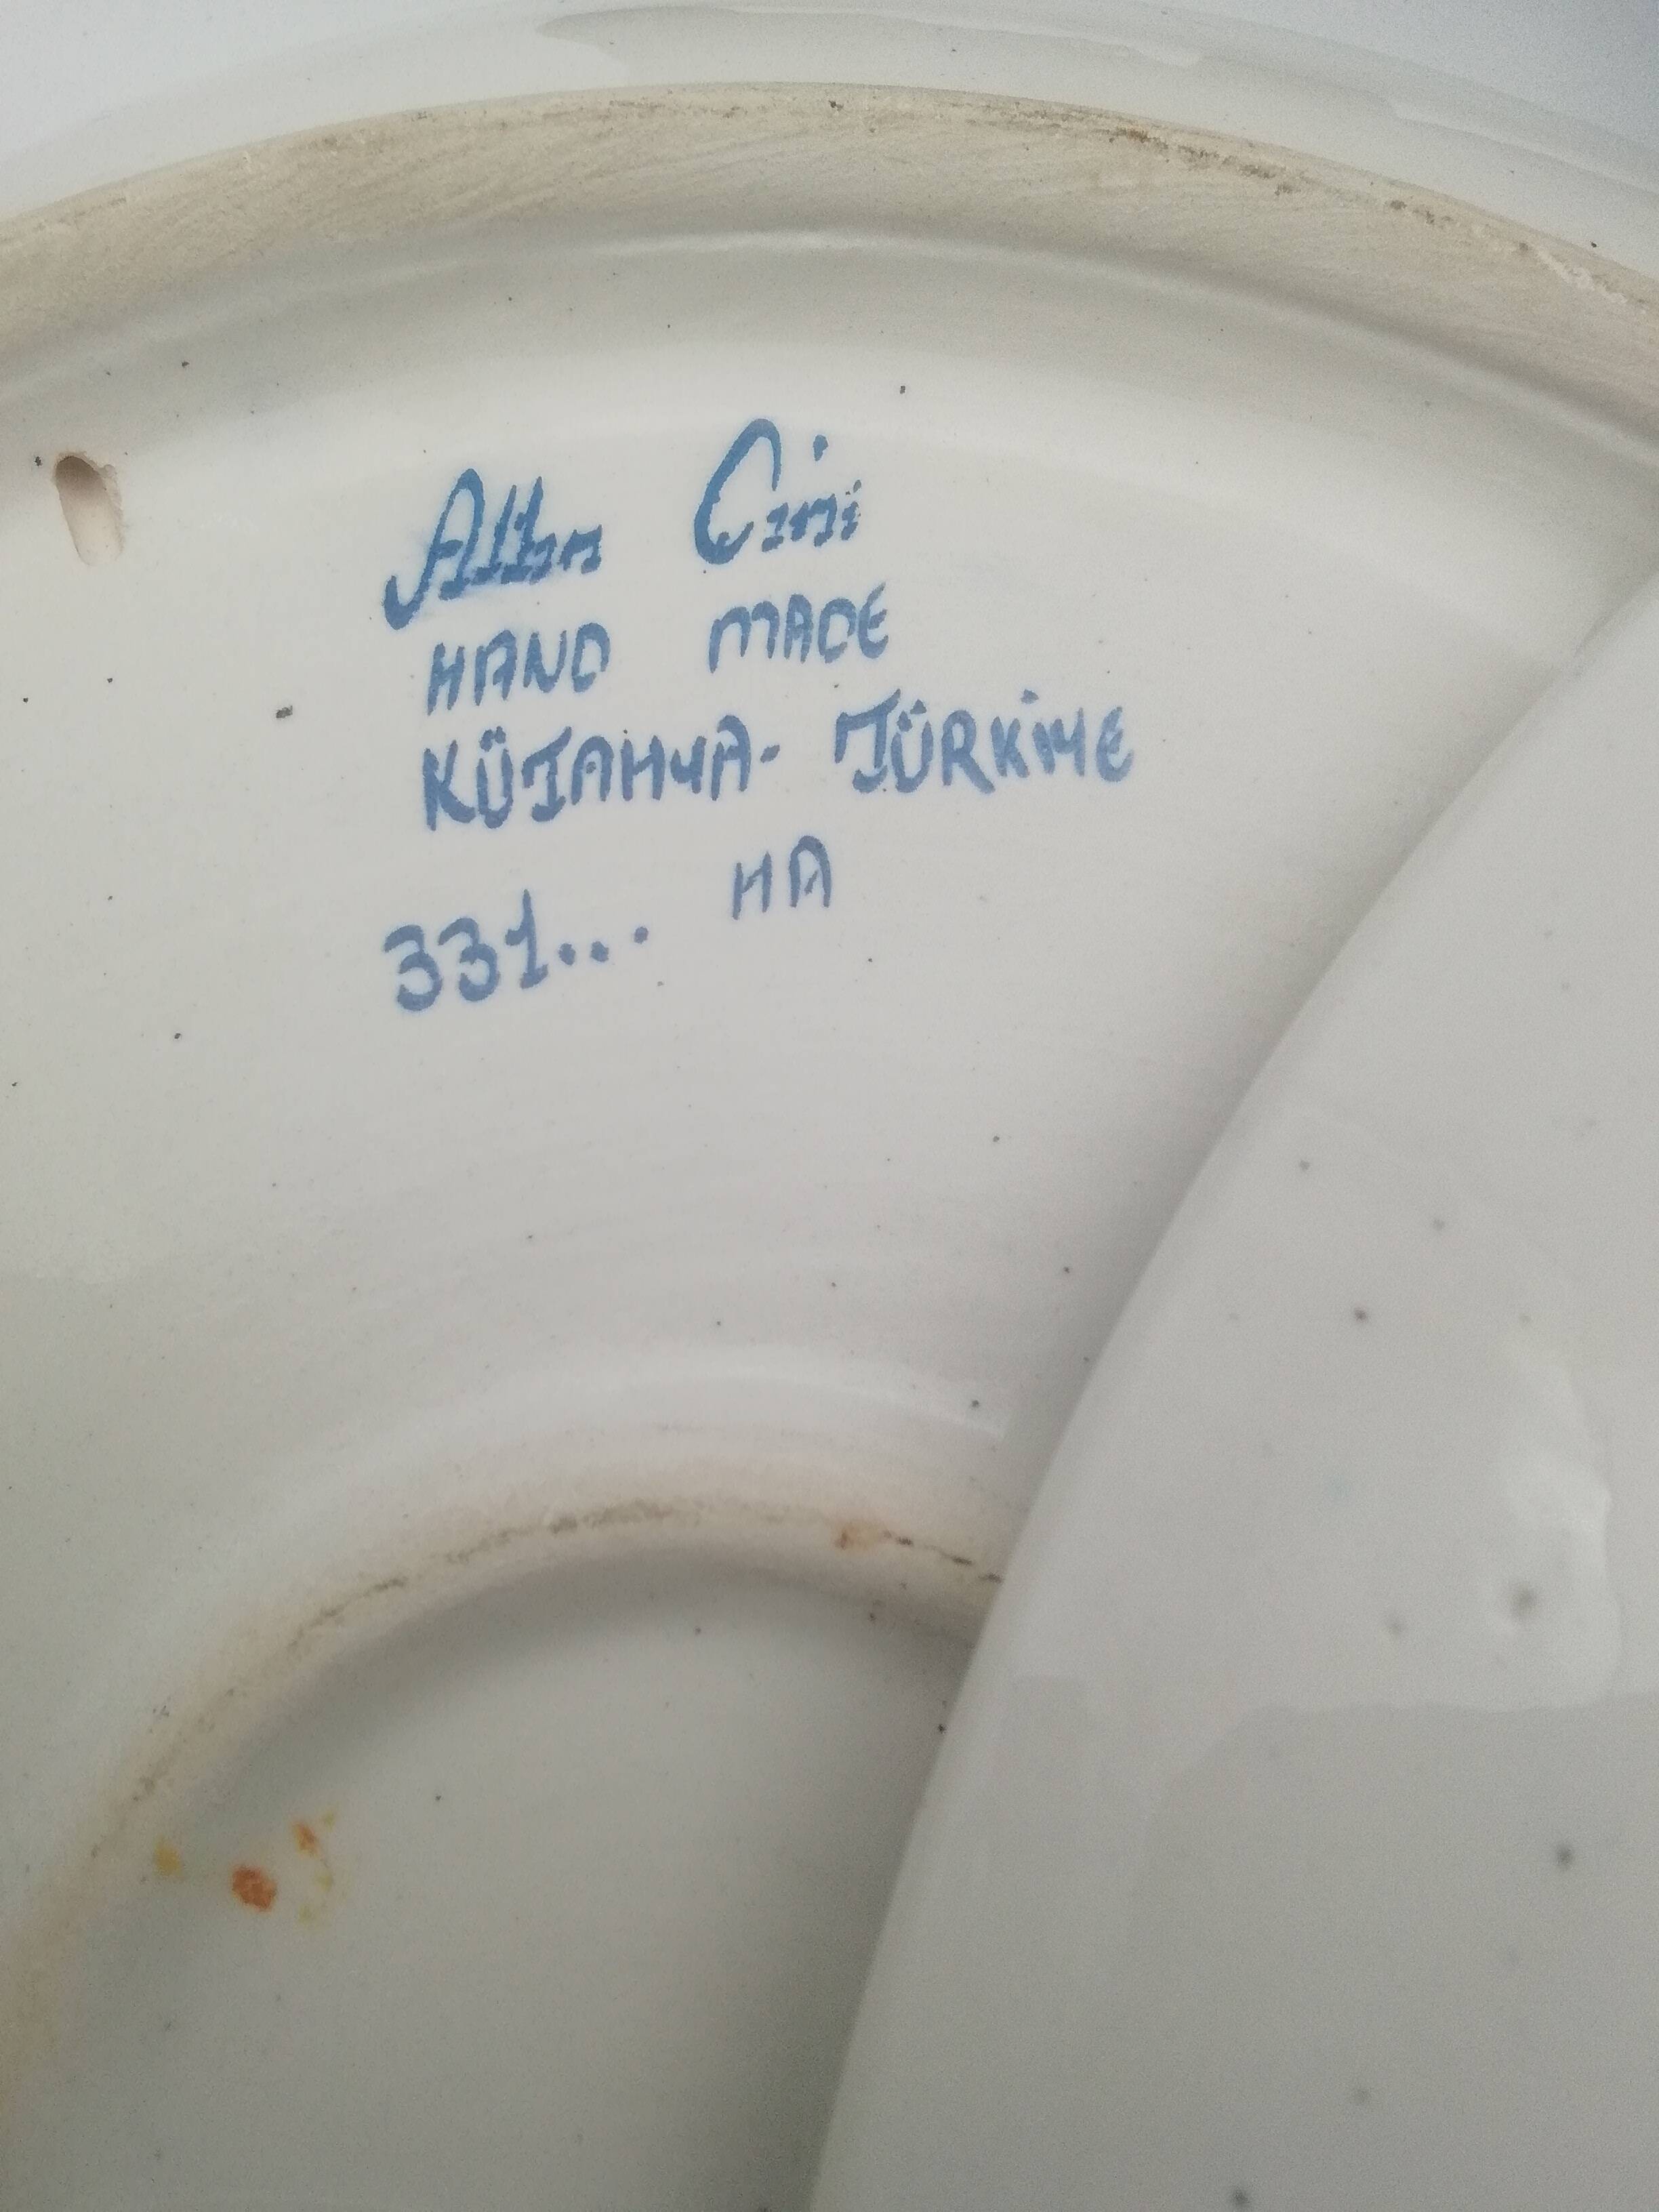 Altın Çini
HAND MADE
KÜTAHYA- TÜRKİYE
HA
331...